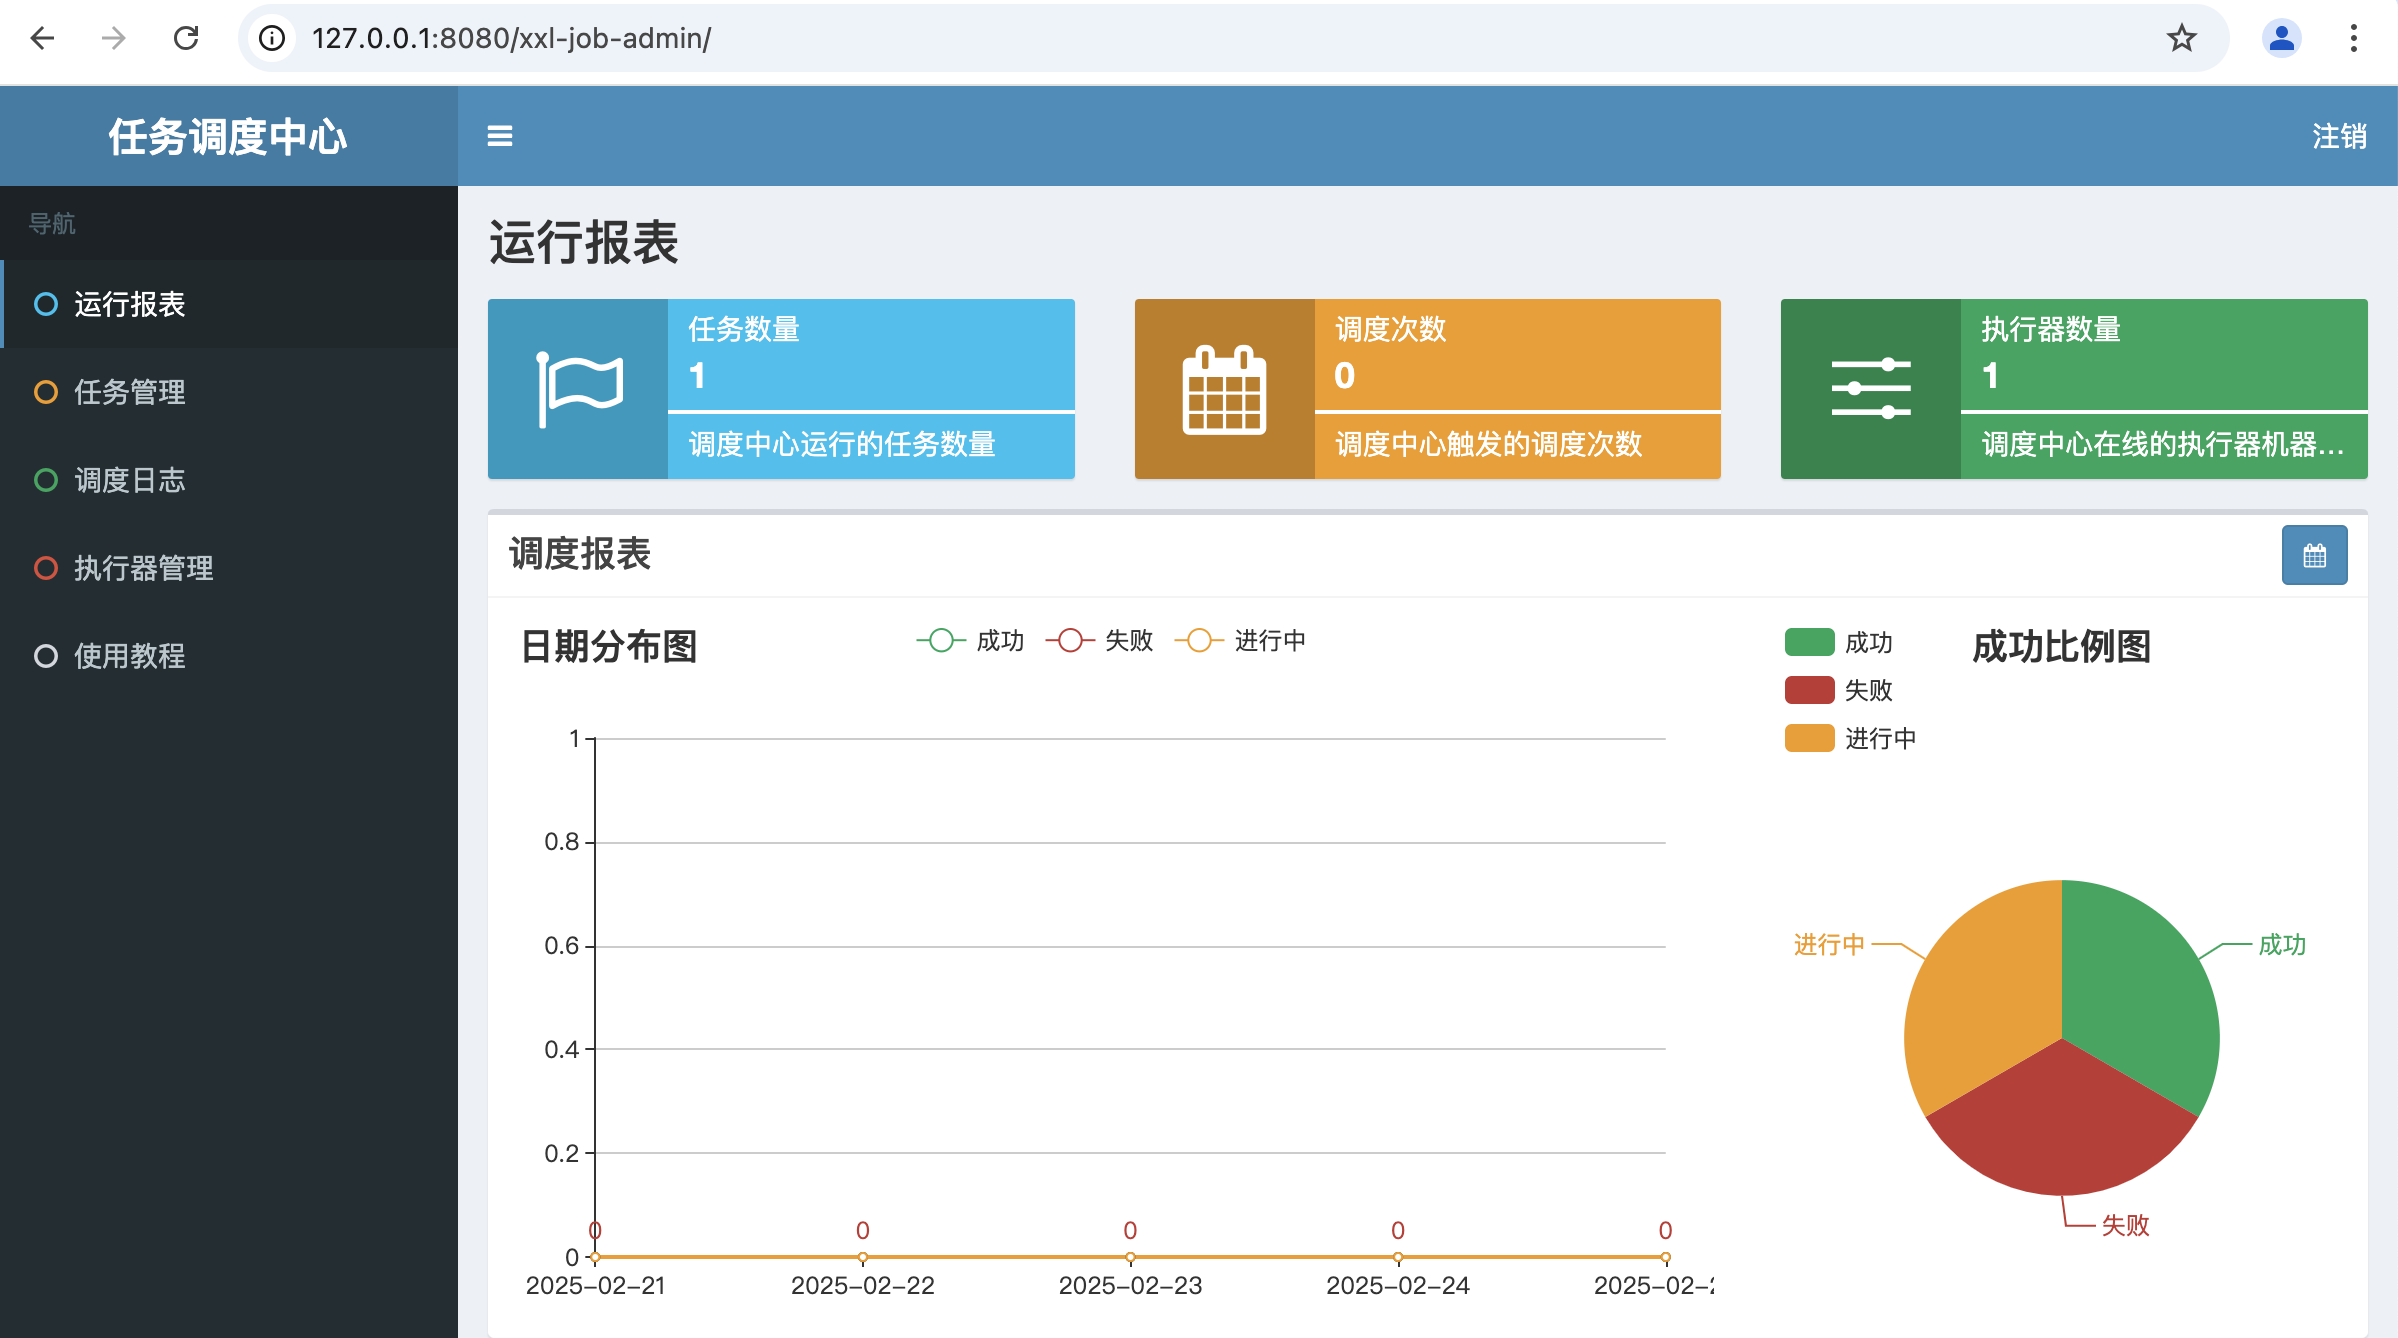 127.0.0.1:8080/xxl-job-admin/
任务调度中心
注销
导航
运行报表
任务管理
调度日志
执行器管理
使用教程
运行报表
任务数量
1
调度中心运行的任务数量
调度次数
0
调度中心触发的调度次数
执行器数量
1
调度中心在线的执行器机器...
调度报表
日期分布图
成功 失败 进行中
1
0.8
0.6
0.4
0.2
0
0 0 0 0 0
2025-02-21 2025-02-22 2025-02-23 2025-02-24 2025-02-
成功比例图
成功
失败
进行中
进行中
成功
失败